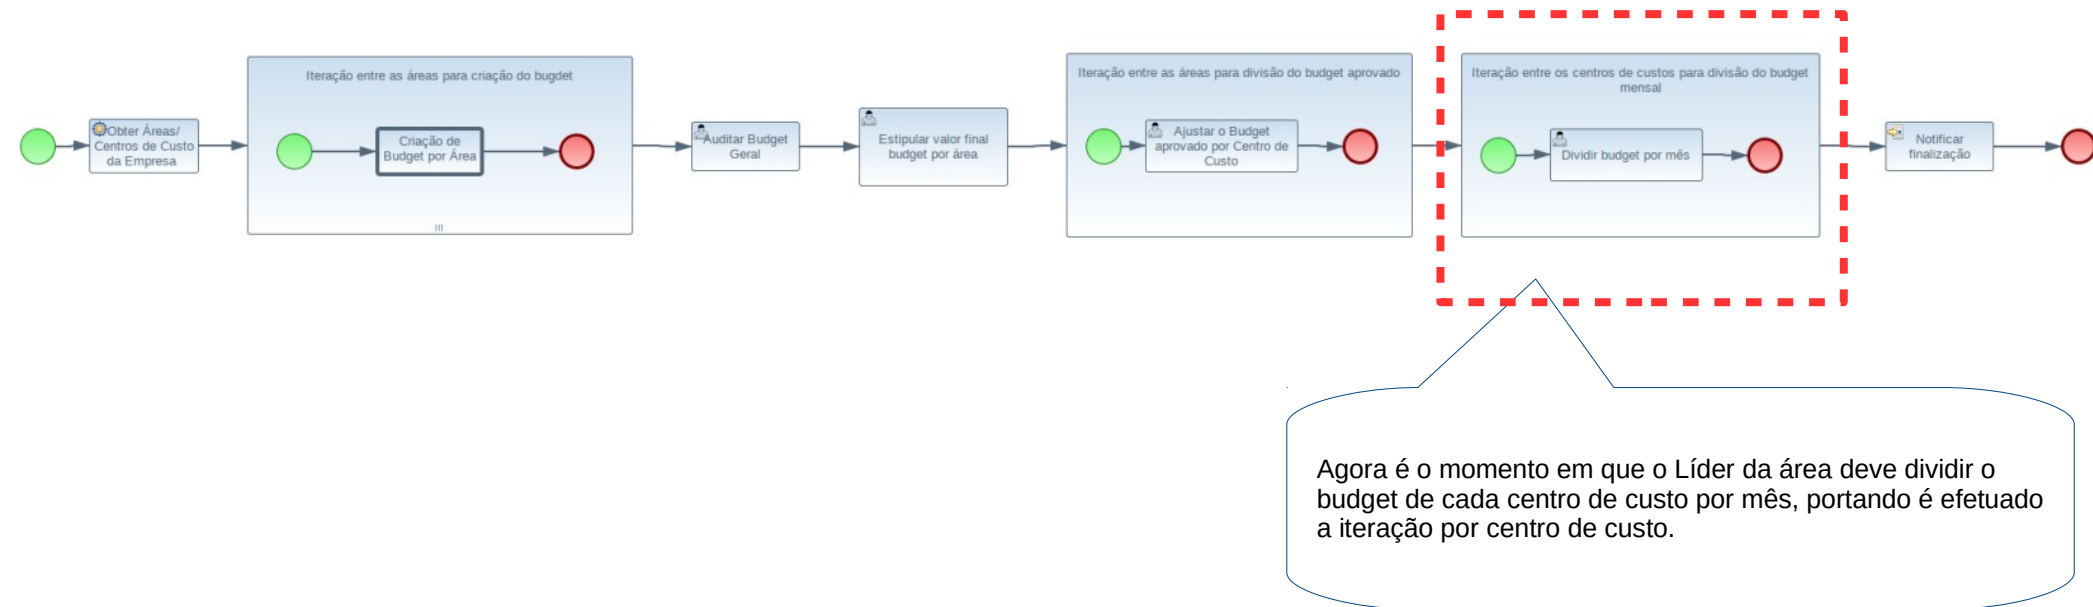 Obter Áreas/
Centros de Custo
da Empresa
Iteração entre as áreas para criação do bugdet
Criação de
Budget por Área
Auditar Budget
Geral
Estipular valor final
budget por área
Iteração entre as áreas para divisão do budget aprovado
Ajustar o Budget
aprovado por Centro de
Custo
Iteração entre os centros de custos para divisão do budget
mensal
Dividir budget por mês
Notificar
finalização
Agora é o momento em que o Líder da área deve dividir o
budget de cada centro de custo por mês, portando é efetuado
a iteração por centro de custo.